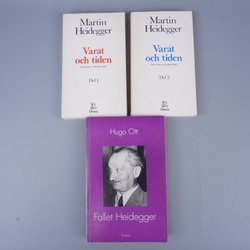 Martin
Heidegger
Varat
och tiden
Del 1
Martin
Heidegger
Varat
och tiden
Del 2
Hugo Ott
Fallet Heidegger